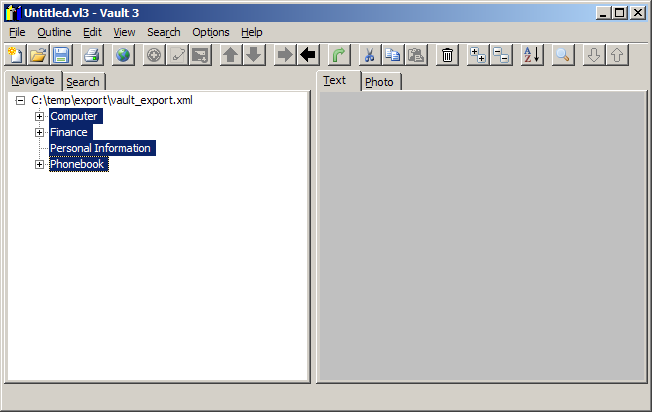 Untitled.vl3 - Vault 3
File Outline Edit View Search Options Help
Navigate Search
Text Photo
C:\temp\export\vault_export.xml
Computer
Finance
Personal Information
Phonebook